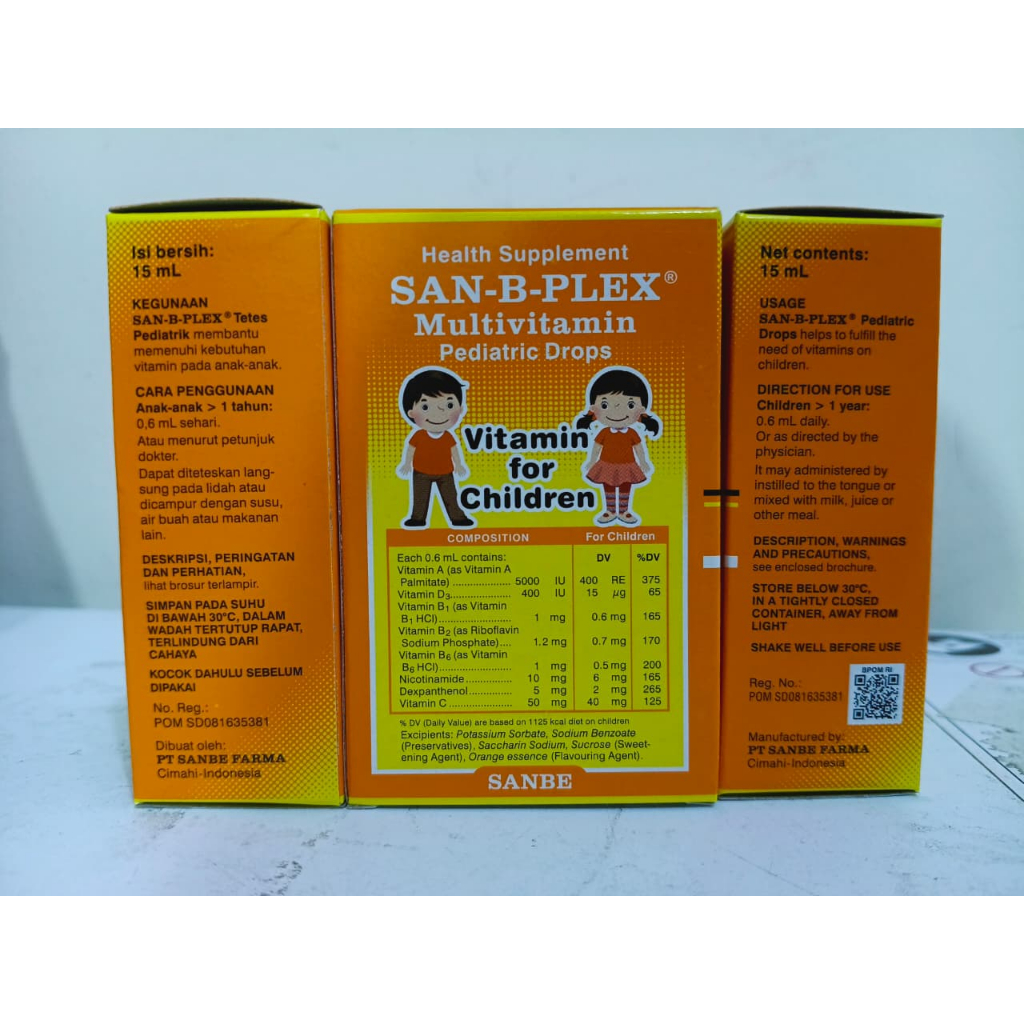 Isi bersih:
15 mL
KEGUNAAN
SAN-B-PLEX® Tetes
Pediatrik membantu
memenuhi kebutuhan
vitamin pada anak-anak.
CARA PENGGUNAAN
Anak-anak > 1 tahun:
0,6 mL sehari.
Atau menurut petunjuk
dokter.
Dapat diteteskan lang-
sung pada lidah atau
dicampur dengan susu,
air buah atau makanan
lain.
DESKRIPSI, PERINGATAN
DAN PERHATIAN,
lihat brosur terlampir.
SIMPAN PADA SUHU
DI BAWAH 30°C, DALAM
WADAH TERTUTUP RAPAT,
TERLINDUNG DARI
CAHAYA
KOCOK DAHULU SEBELUM
DIPAKAI
No. Reg.:
POM SD081635381
Dibuat oleh:
PT SANBE FARMA
Cimahi-Indonesia
Health Supplement
SAN-B-PLEX®
Multivitamin
Pediatric Drops
Vitamin
for
Children
COMPOSITION For Children
Each 0.6 mL contains: DV %DV
Vitamin A (as Vitamin A
Palmitate) .................... 5000 IU 400 RE 375
Vitamin D3..................... 400 IU 15 µg 65
Vitamin B1 (as Vitamin
B1 HCl)......................... 1 mg 0.6 mg 165
Vitamin B2 (as Riboflavin
Sodium Phosphate).... 1.2 mg 0.7 mg 170
Vitamin B6 (as Vitamin
B6 HCl)......................... 1 mg 0.5 mg 200
Nicotinamide................. 10 mg 6 mg 165
Dexpanthenol............... 5 mg 2 mg 265
Vitamin C ...................... 50 mg 40 mg 125
% DV (Daily Value) are based on 1125 kcal diet on children
Excipients: Potassium Sorbate, Sodium Benzoate
(Preservatives), Saccharin Sodium, Sucrose (Sweet-
ening Agent), Orange essence (Flavouring Agent).
SANBE
Net contents:
15 mL
USAGE
SAN-B-PLEX® Pediatric
Drops helps to fulfill the
need of vitamins on
children.
DIRECTION FOR USE
Children > 1 year:
0.6 mL daily.
Or as directed by the
physician.
It may administered by
instilled to the tongue or
mixed with milk, juice or
other meal.
DESCRIPTION, WARNINGS
AND PRECAUTIONS,
see enclosed brochure.
STORE BELOW 30°C,
IN A TIGHTLY CLOSED
CONTAINER, AWAY FROM
LIGHT
SHAKE WELL BEFORE USE
BPOM RI
Reg. No.:
POM SD081635381
Manufactured by:
PT SANBE FARMA
Cimahi-Indonesia